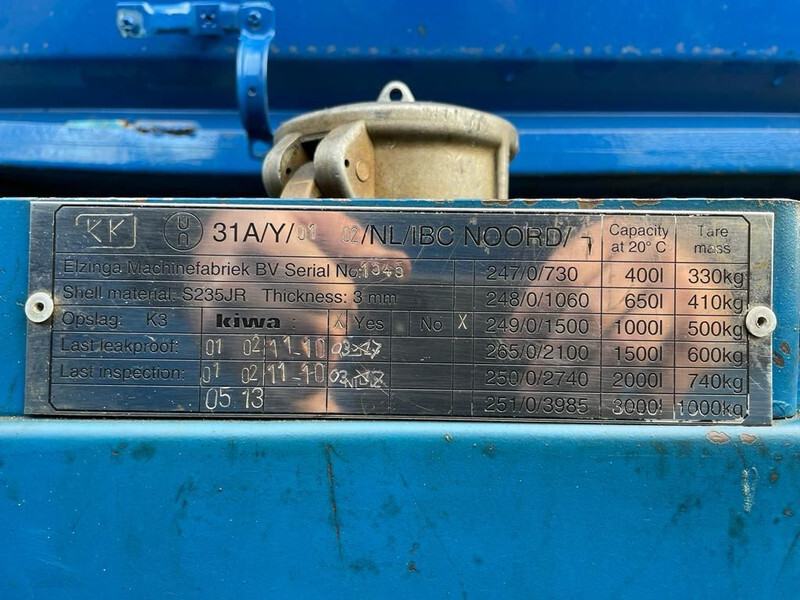 KK UN 31A/Y/01 02/NL/IBC NOORD/ Capacity at 20° C Tare mass
Elzinga Machinefabriek BV Serial No: 247/0/730 400l 330kg
Shell material: S235JR Thickness: 3 mm 248/0/1060 650l 410kg
Opslag: K3 kiwa : X Yes No X 249/0/1500 1000l 500kg
Last leakproof: 01 02 11-10 265/0/2100 1500l 600kg
Last inspection: 01 02 11-10 250/0/2740 2000l 740kg
05 13 251/0/3985 3000l 1000kg